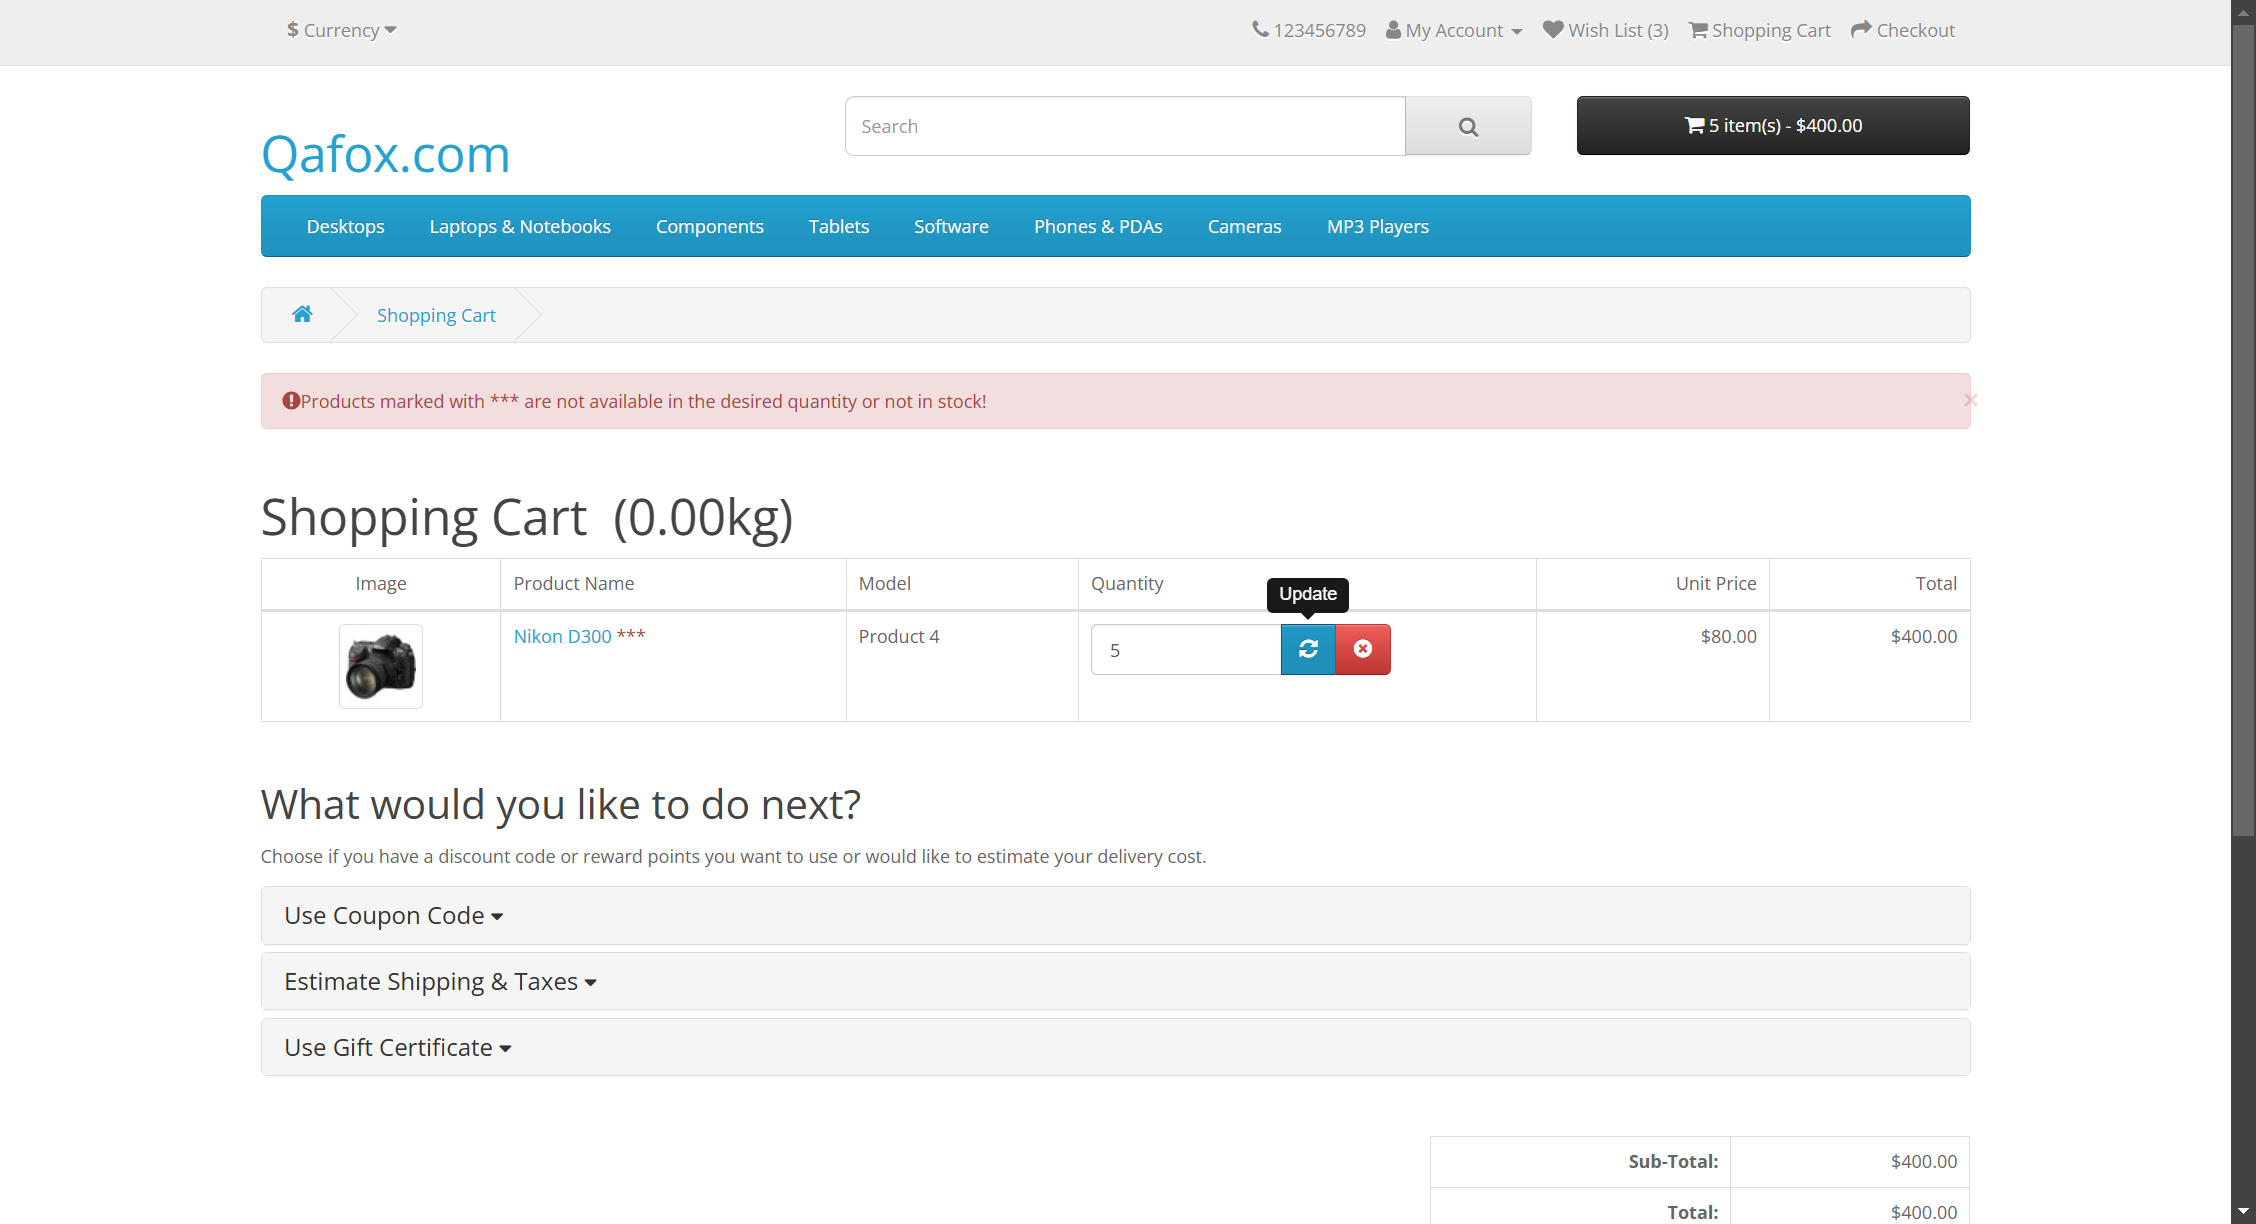 $ Currency
123456789 My Account Wish List (3) Shopping Cart Checkout
Search
5 item(s) - $400.00
Qafox.com
Desktops Laptops & Notebooks Components Tablets Software Phones & PDAs Cameras MP3 Players
Shopping Cart
Products marked with *** are not available in the desired quantity or not in stock!
×
Shopping Cart (0.00kg)
Image Product Name Model Quantity Unit Price Total
Update
Nikon D300 *** Product 4 5 $80.00 $400.00
What would you like to do next?
Choose if you have a discount code or reward points you want to use or would like to estimate your delivery cost.
Use Coupon Code
Estimate Shipping & Taxes
Use Gift Certificate
Sub-Total: $400.00
Total: $400.00